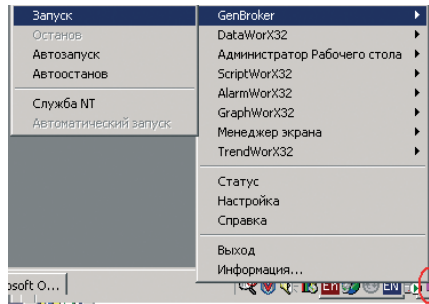 Запуск
Останов
Автозапуск
Автоостанов
Служба NT
Автоматический запуск
GenBroker
DataWorX32
Администратор Рабочего стола
ScriptWorX32
AlarmWorX32
GraphWorX32
Менеджер экрана
TrendWorX32
Статус
Настройка
Справка
Выход
Информация...
osoft O...
En
EN